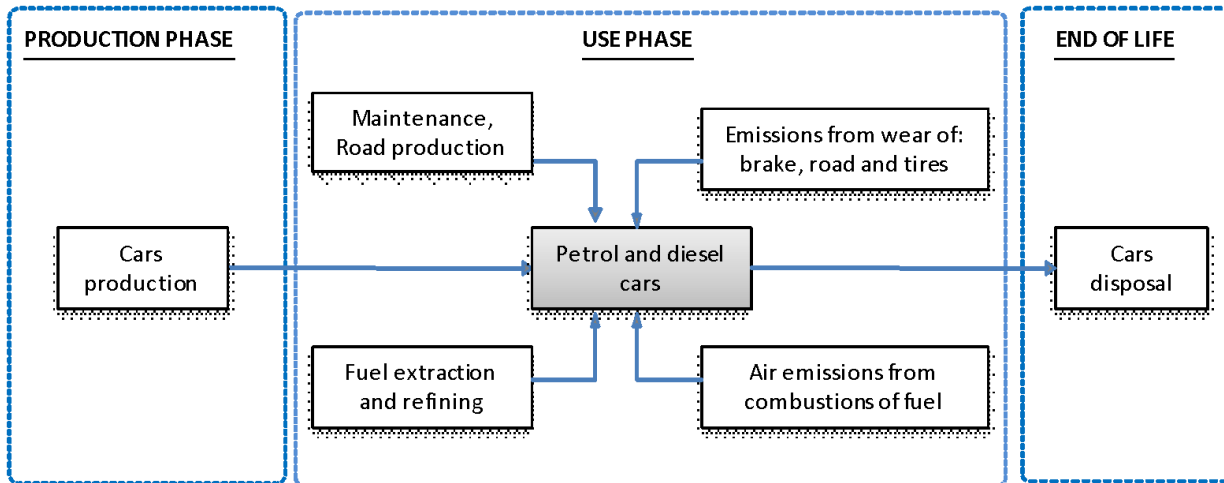 PRODUCTION PHASE
USE PHASE
END OF LIFE
Maintenance,
Road production
Emissions from wear of:
brake, road and tires
Cars
production
Petrol and diesel
cars
Cars
disposal
Fuel extraction
and refining
Air emissions from
combustions of fuel